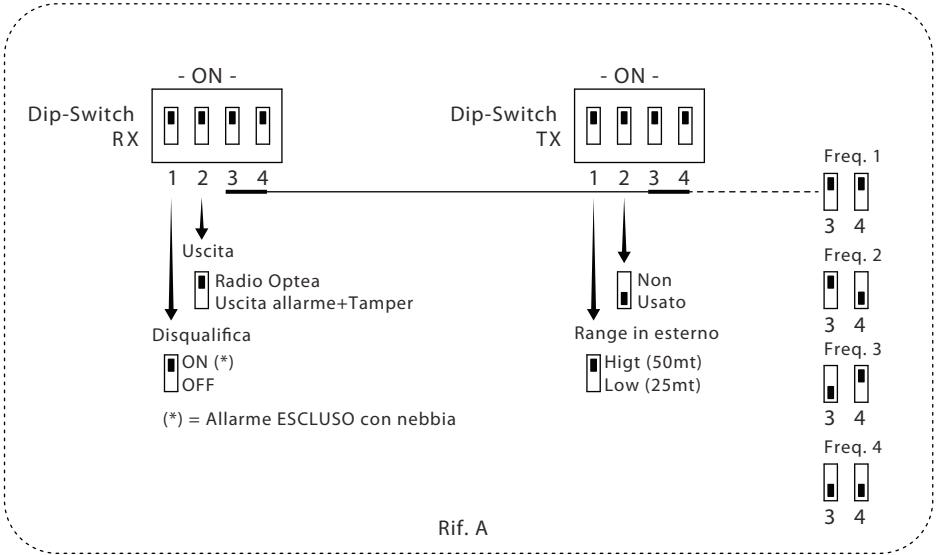 - ON -
Dip-Switch
RX
1 2 3 4
Uscita
Radio Optea
Uscita allarme+Tamper
Disqualifica
ON (*)
OFF
(*) = Allarme ESCLUSO con nebbia
- ON -
Dip-Switch
TX
1 2 3 4
Non
Usato
Range in esterno
Higt (50mt)
Low (25mt)
Freq. 1
3 4
Freq. 2
3 4
Freq. 3
3 4
Freq. 4
3 4
Rif. A